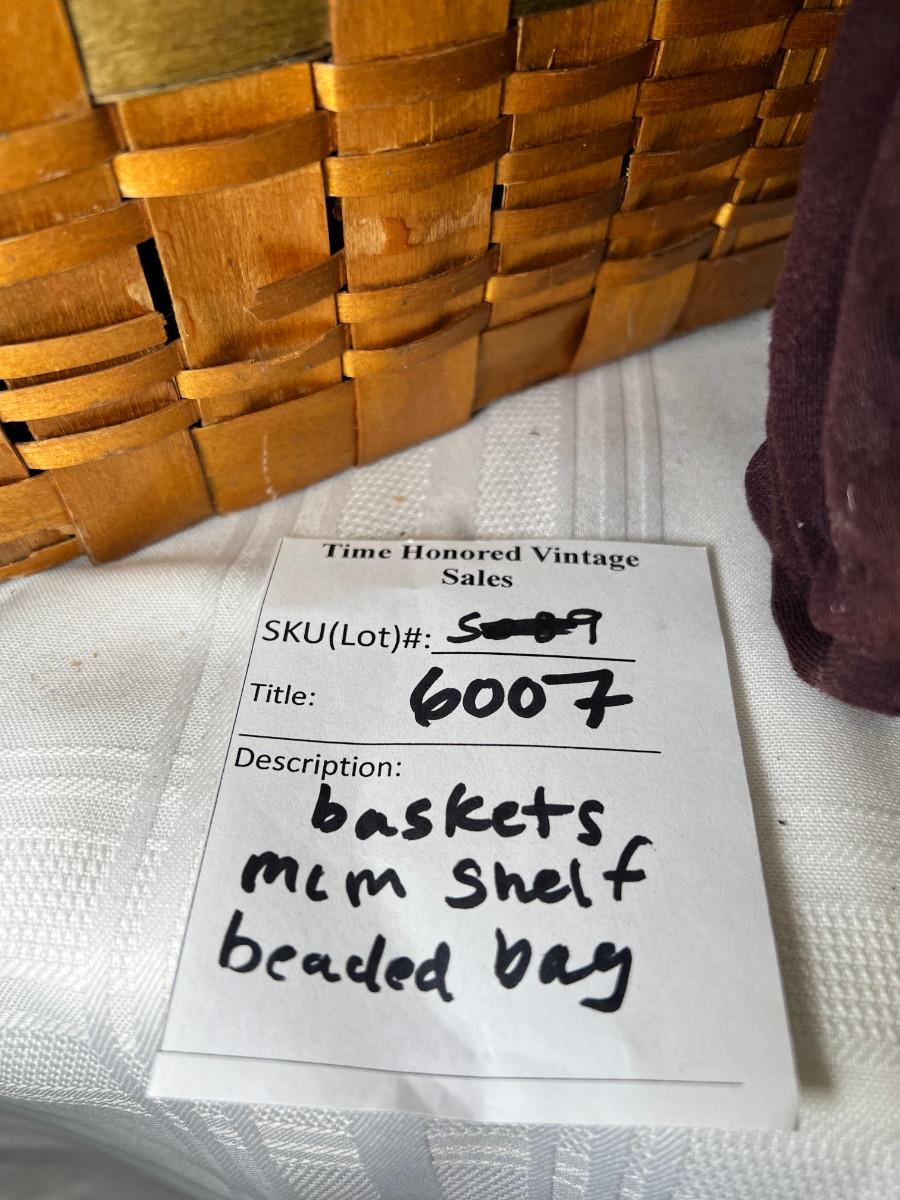 Time Honored Vintage
Sales
SKU(Lot)#:
Title: 6007
Description:
baskets
mcm shelf
beaded bag